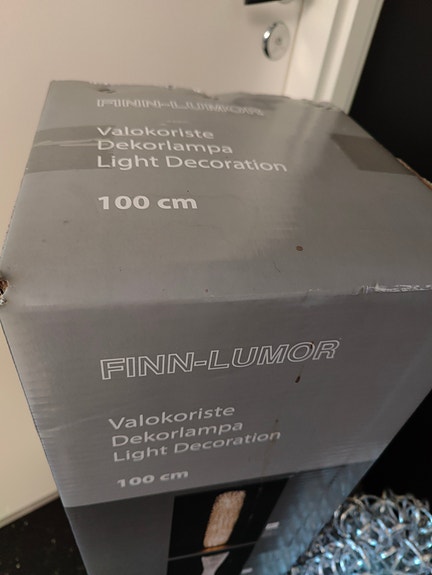 FINN-LUMOR
Valokoriste
Dekorlampa
Light Decoration
100 cm
FINN-LUMOR
Valokoriste
Dekorlampa
Light Decoration
100 cm